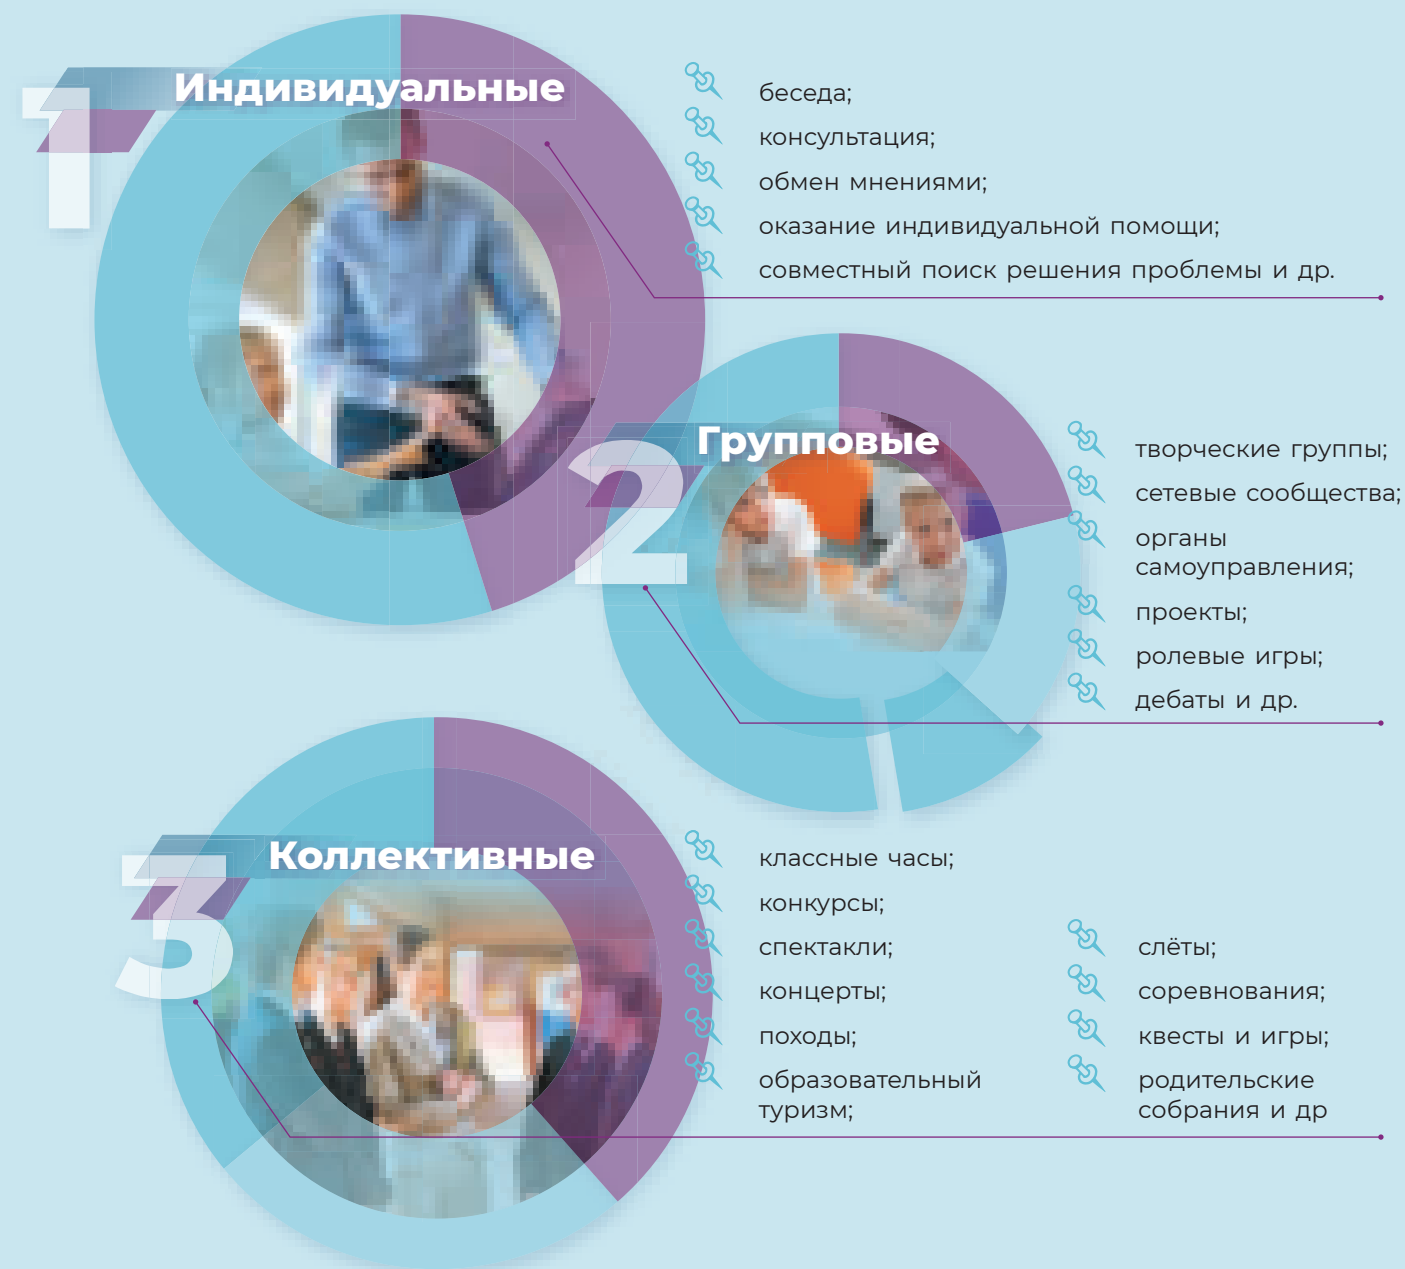 1
Индивидуальные
беседа;
консультация;
обмен мнениями;
оказание индивидуальной помощи;
совместный поиск решения проблемы и др.
2
Групповые
творческие группы;
сетевые сообщества;
органы
самоуправления;
проекты;
ролевые игры;
дебаты и др.
3
Коллективные
классные часы;
конкурсы;
спектакли;
концерты;
походы;
образовательный
туризм;
слёты;
соревнования;
квесты и игры;
родительские
собрания и др